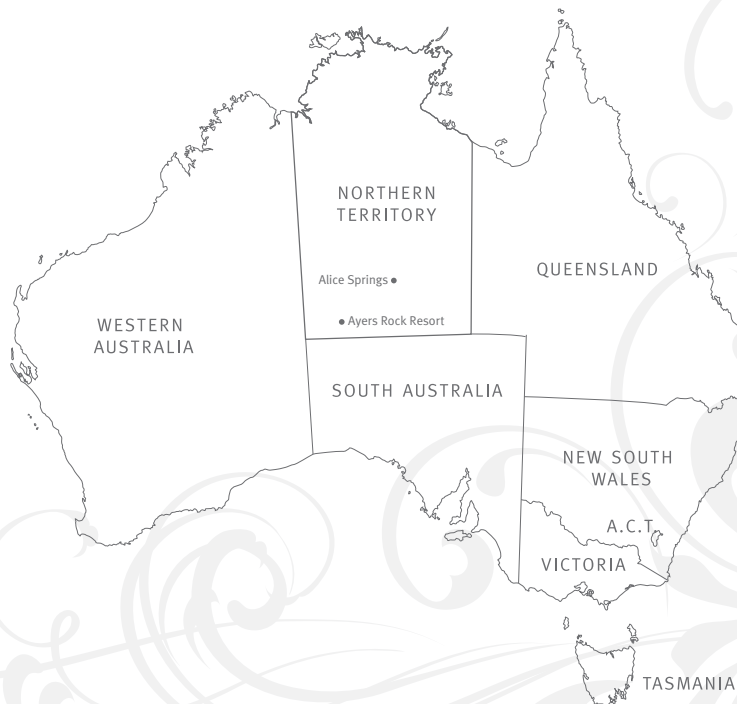 NORTHERN
TERRITORY
QUEENSLAND
Alice Springs
Ayers Rock Resort
WESTERN
AUSTRALIA
SOUTH AUSTRALIA
NEW SOUTH
WALES
A.C.T.
VICTORIA
TASMANIA